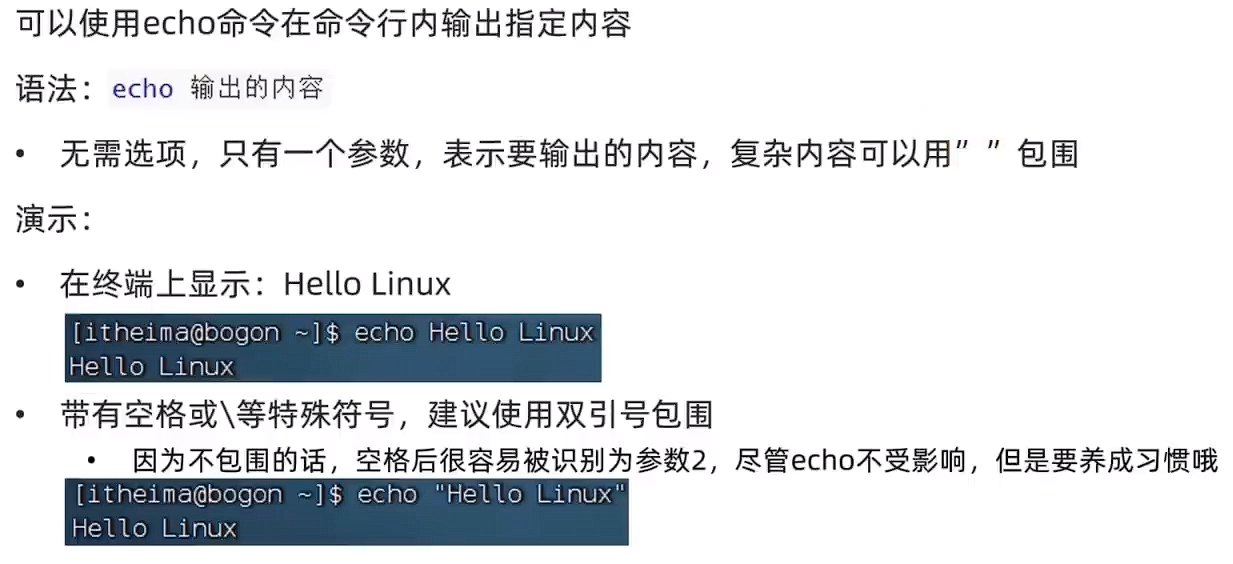 可以使用echo命令在命令行内输出指定内容
语法：echo 输出的内容
• 无需选项，只有一个参数，表示要输出的内容，复杂内容可以用” ”包围
演示：
• 在终端上显示：Hello Linux
[itheima@bogon ~]$ echo Hello Linux
Hello Linux
• 带有空格或\等特殊符号，建议使用双引号包围
• 因为不包围的话，空格后很容易被识别为参数2，尽管echo不受影响，但是要养成习惯哦
[itheima@bogon ~]$ echo "Hello Linux"
Hello Linux